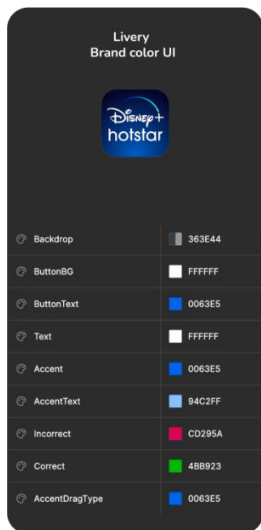 Livery
Brand color UI
Disney+
hotstar
Backdrop 363E44
ButtonBG FFFFFF
ButtonText 0063E5
Text FFFFFF
Accent 0063E5
AccentText 94C2FF
Incorrect CD295A
Correct 4BB923
AccentDragType 0063E5